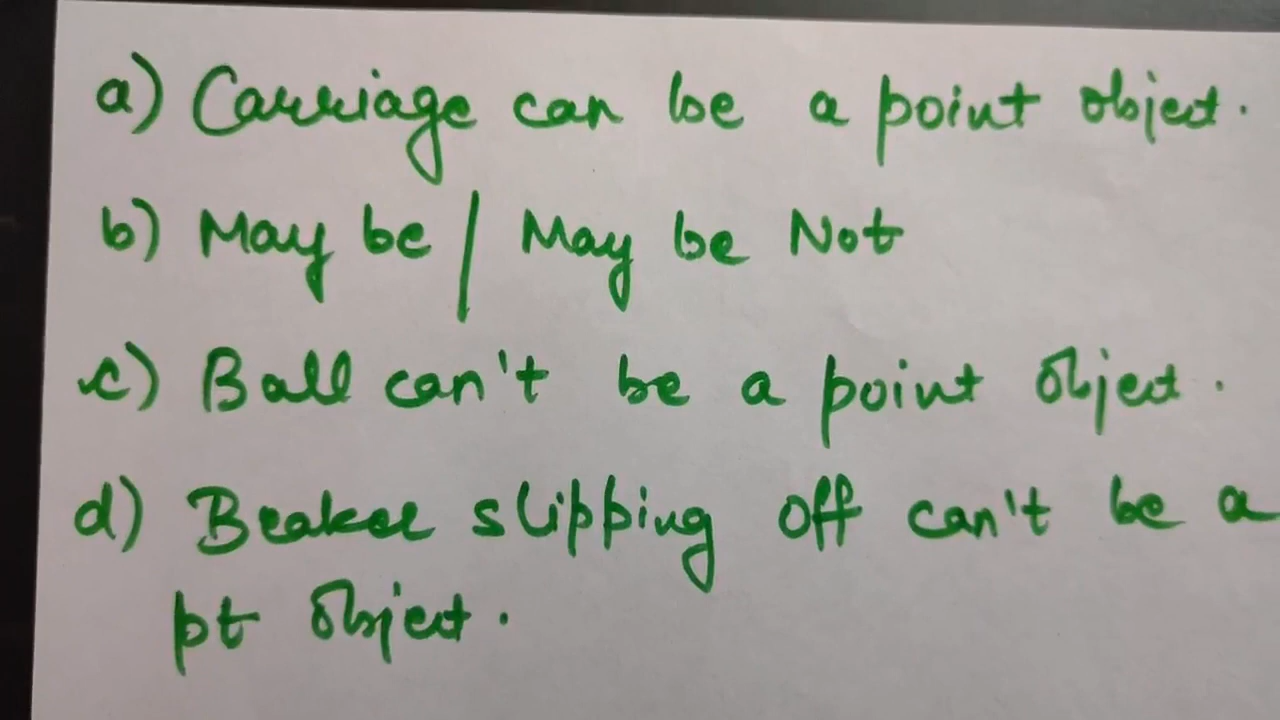 a) Carriage can be a point object.
b) May be / May be Not
c) Ball can't be a point object.
d) Beaker slipping off can't be a
pt object.